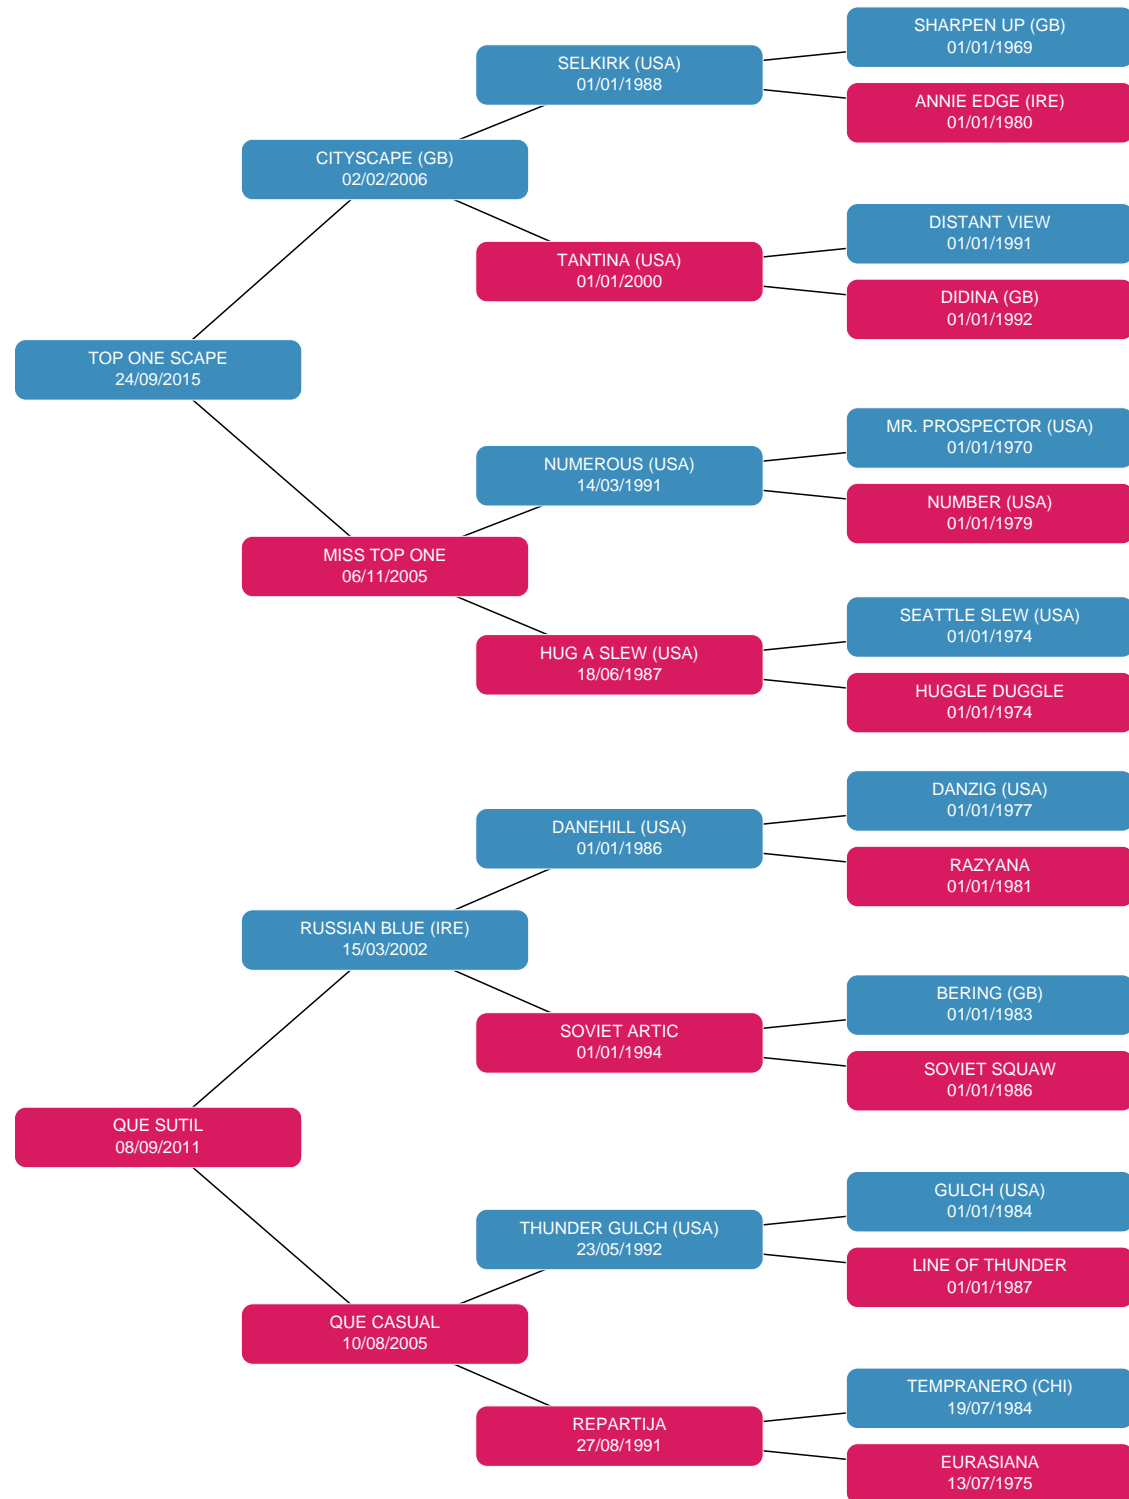 SHARPEN UP (GB)
01/01/1969
SELKIRK (USA)
01/01/1988
ANNIE EDGE (IRE)
01/01/1980
CITYSCAPE (GB)
02/02/2006
DISTANT VIEW
01/01/1991
TANTINA (USA)
01/01/2000
DIDINA (GB)
01/01/1992
TOP ONE SCAPE
24/09/2015
MR. PROSPECTOR (USA)
01/01/1970
NUMEROUS (USA)
14/03/1991
NUMBER (USA)
01/01/1979
MISS TOP ONE
06/11/2005
SEATTLE SLEW (USA)
01/01/1974
HUG A SLEW (USA)
18/06/1987
HUGGLE DUGGLE
01/01/1974
DANZIG (USA)
01/01/1977
DANEHILL (USA)
01/01/1986
RAZYANA
01/01/1981
RUSSIAN BLUE (IRE)
15/03/2002
BERING (GB)
01/01/1983
SOVIET ARTIC
01/01/1994
SOVIET SQUAW
01/01/1986
QUE SUTIL
08/09/2011
GULCH (USA)
01/01/1984
THUNDER GULCH (USA)
23/05/1992
LINE OF THUNDER
01/01/1987
QUE CASUAL
10/08/2005
TEMPRANERO (CHI)
19/07/1984
REPARTIJA
27/08/1991
EURASIANA
13/07/1975